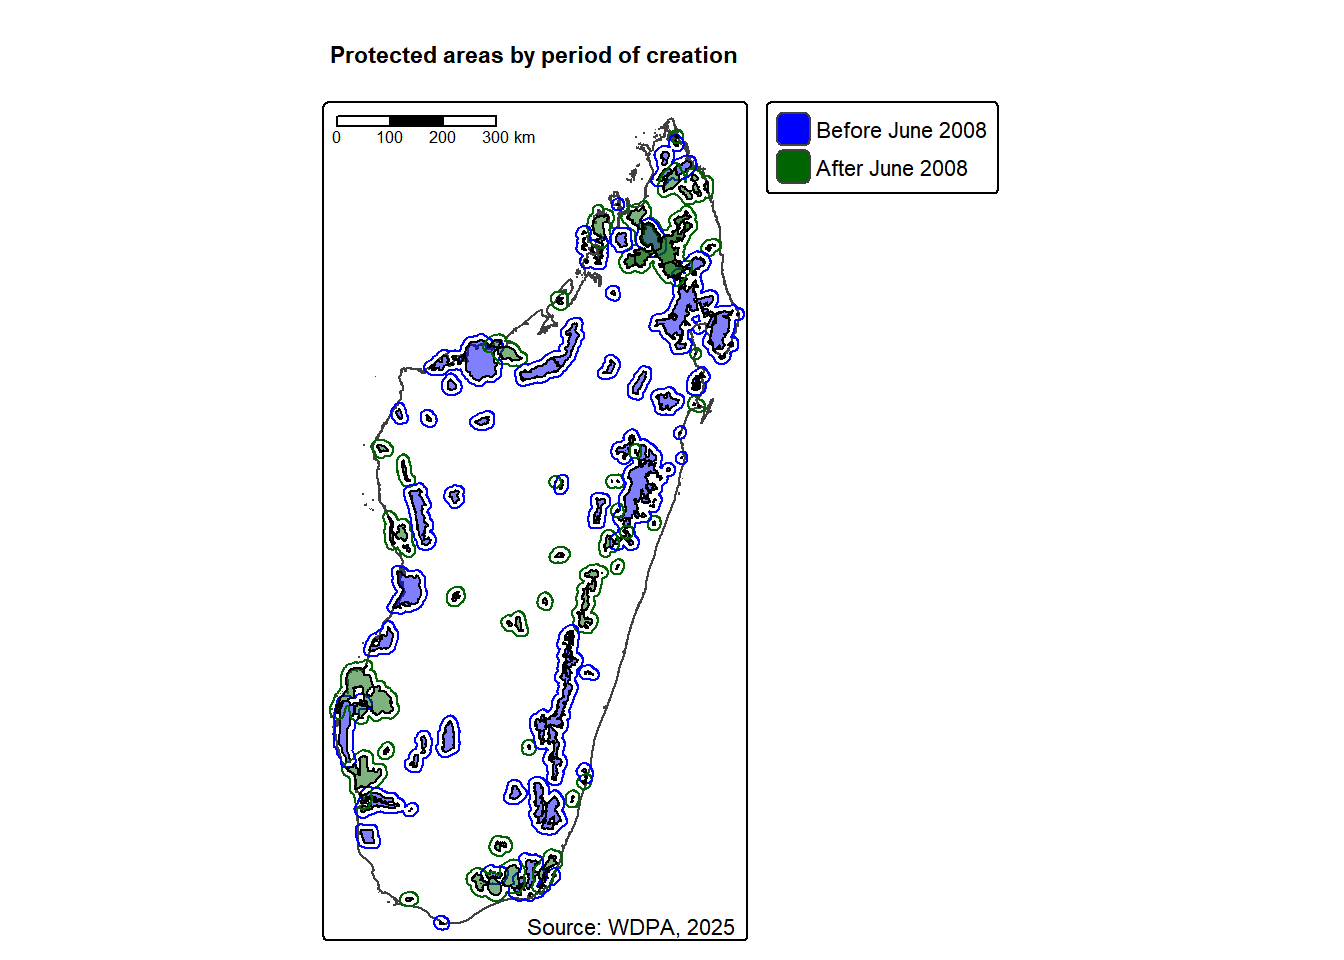 Protected areas by period of creation
0 100 200 300 km
Before June 2008
After June 2008
Source: WDPA, 2025